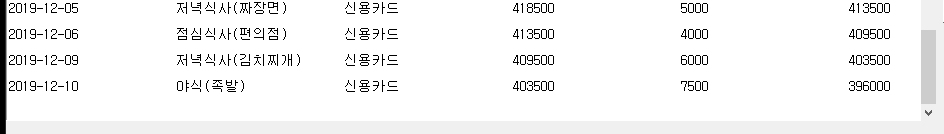 2019-12-05 저녁식사(짜장면) 신용카드 418500 5000 413500
2019-12-06 점심식사(편의점) 신용카드 413500 4000 409500
2019-12-09 저녁식사(김치찌개) 신용카드 409500 6000 403500
2019-12-10 야식(족발) 신용카드 403500 7500 396000